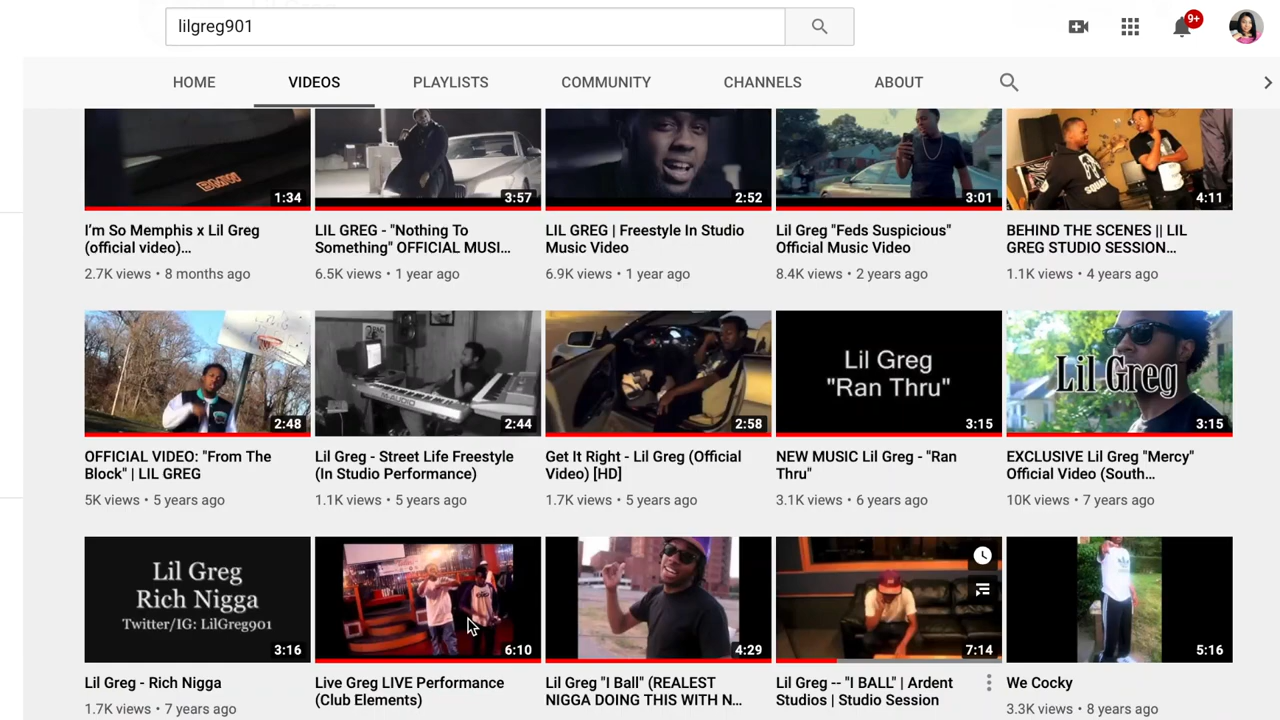 lilgreg901
9+
HOME VIDEOS PLAYLISTS COMMUNITY CHANNELS ABOUT
1:34 3:57 2:52 3:01 4:11
I'm So Memphis x Lil Greg (official video)…
2.7K views • 8 months ago
LIL GREG - "Nothing To Something" OFFICIAL MUSI…
6.5K views • 1 year ago
LIL GREG | Freestyle In Studio Music Video
6.9K views • 1 year ago
Lil Greg "Feds Suspicious" Official Music Video
8.4K views • 2 years ago
BEHIND THE SCENES || LIL GREG STUDIO SESSION…
1.1K views • 4 years ago
2:48 2:44 2:58
Lil Greg
"Ran Thru"
3:15
Lil Greg
3:15
OFFICIAL VIDEO: "From The Block" | LIL GREG
5K views • 5 years ago
Lil Greg - Street Life Freestyle (In Studio Performance)
1.1K views • 5 years ago
Get It Right - Lil Greg (Official Video) [HD]
1.7K views • 5 years ago
NEW MUSIC Lil Greg - "Ran Thru"
3.1K views • 6 years ago
EXCLUSIVE Lil Greg "Mercy" Official Video (South…
10K views • 7 years ago
Lil Greg
Rich Nigga
Twitter/IG: LilGreg901
3:16 6:10 4:29 7:14 5:16
Lil Greg - Rich Nigga
1.7K views • 7 years ago
Live Greg LIVE Performance (Club Elements)
Lil Greg "I Ball" (REALEST NIGGA DOING THIS WITH N…
Lil Greg -- "I BALL" | Ardent Studios | Studio Session
We Cocky
3.3K views • 8 years ago